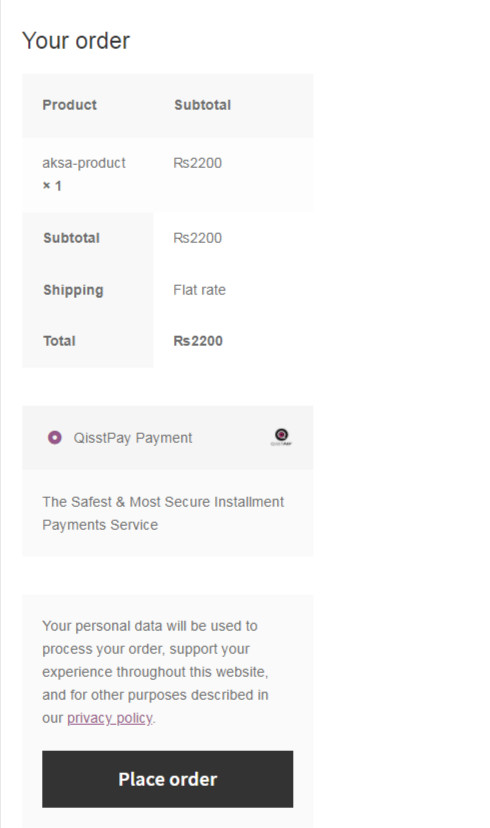 Your order
Product Subtotal
aksa-product Rs2200
× 1
Subtotal Rs2200
Shipping Flat rate
Total Rs2200
QisstPay Payment
The Safest & Most Secure Installment
Payments Service
Your personal data will be used to
process your order, support your
experience throughout this website,
and for other purposes described in
our privacy policy.
Place order